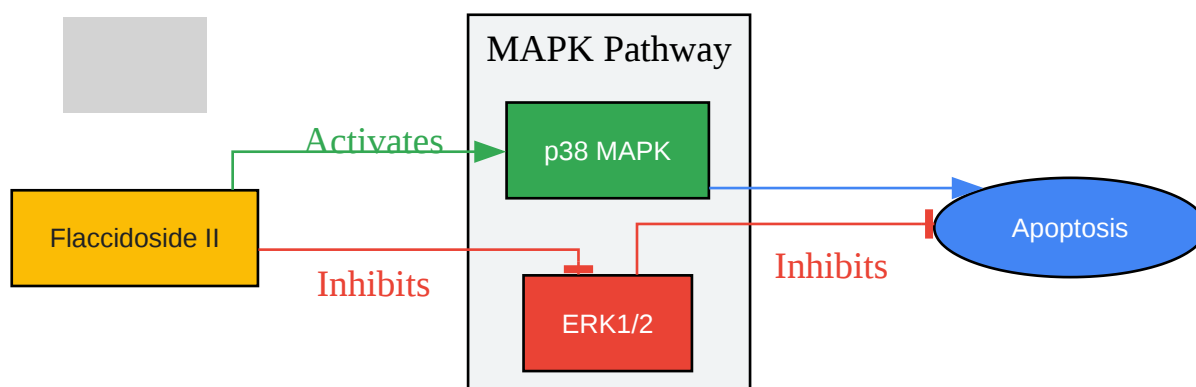 MAPK Pathway
Activates
p38 MAPK
Flaccidoside II
Apoptosis
Inhibits
Inhibits
ERK1/2